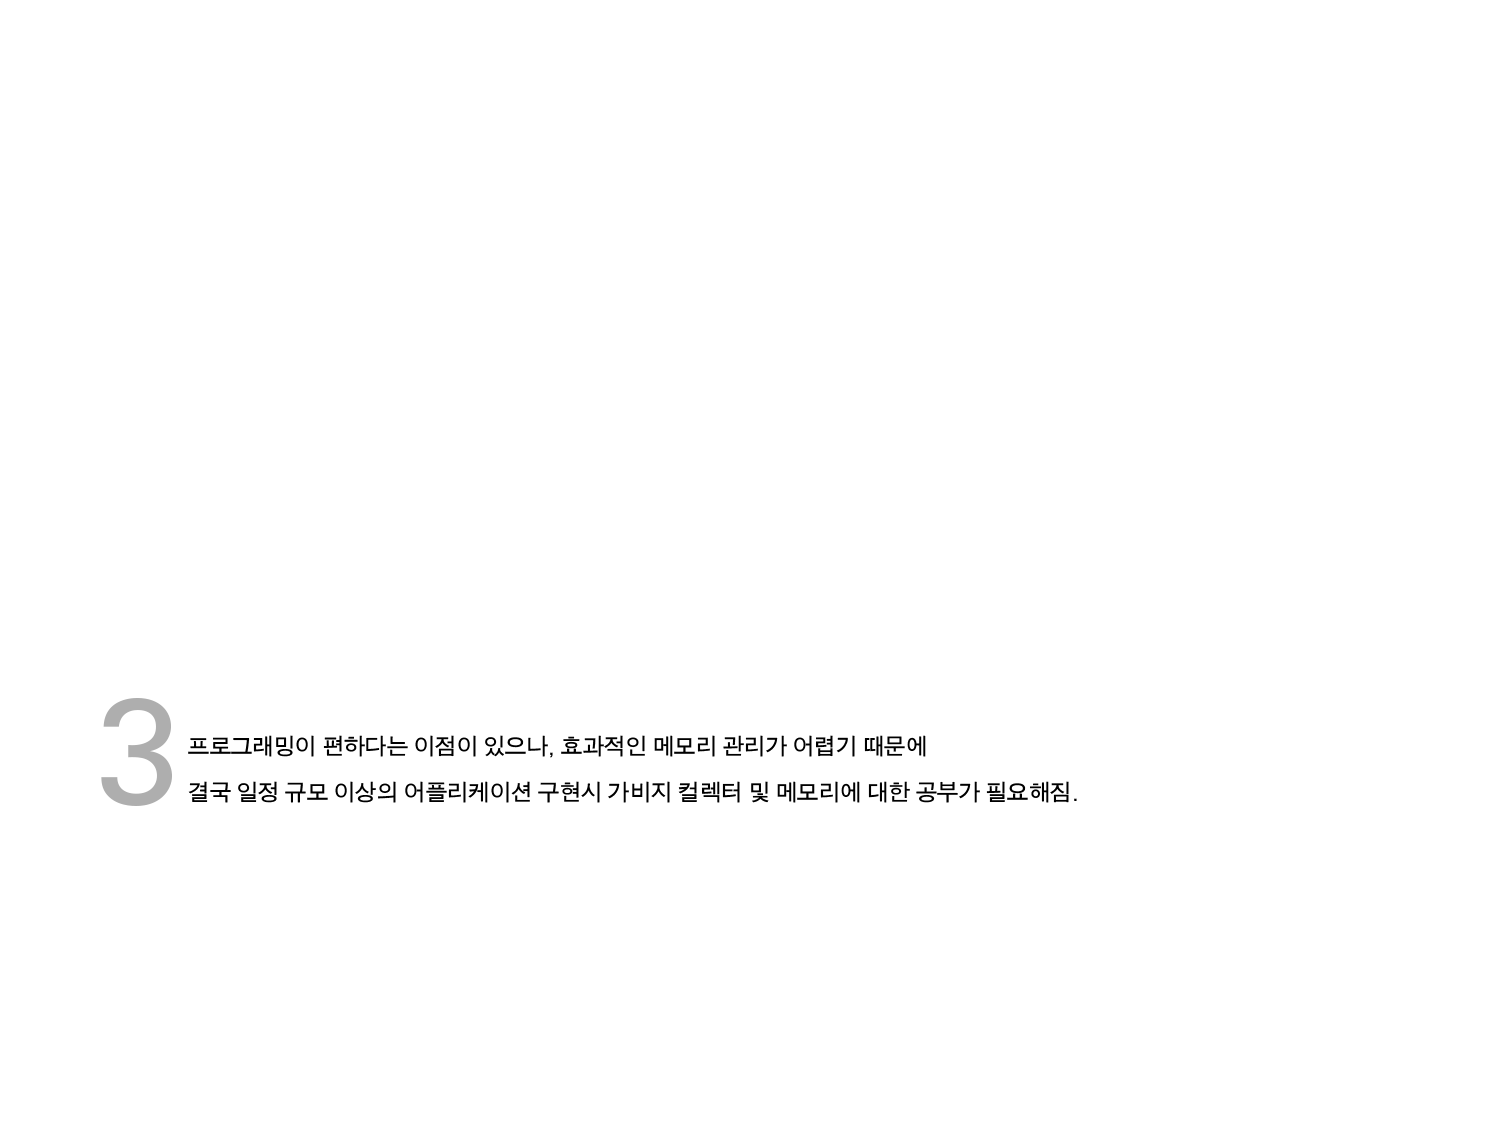 3
프로그래밍이 편하다는 이점이 있으나, 효과적인 메모리 관리가 어렵기 때문에
결국 일정 규모 이상의 어플리케이션 구현시 가비지 컬렉터 및 메모리에 대한 공부가 필요해짐.